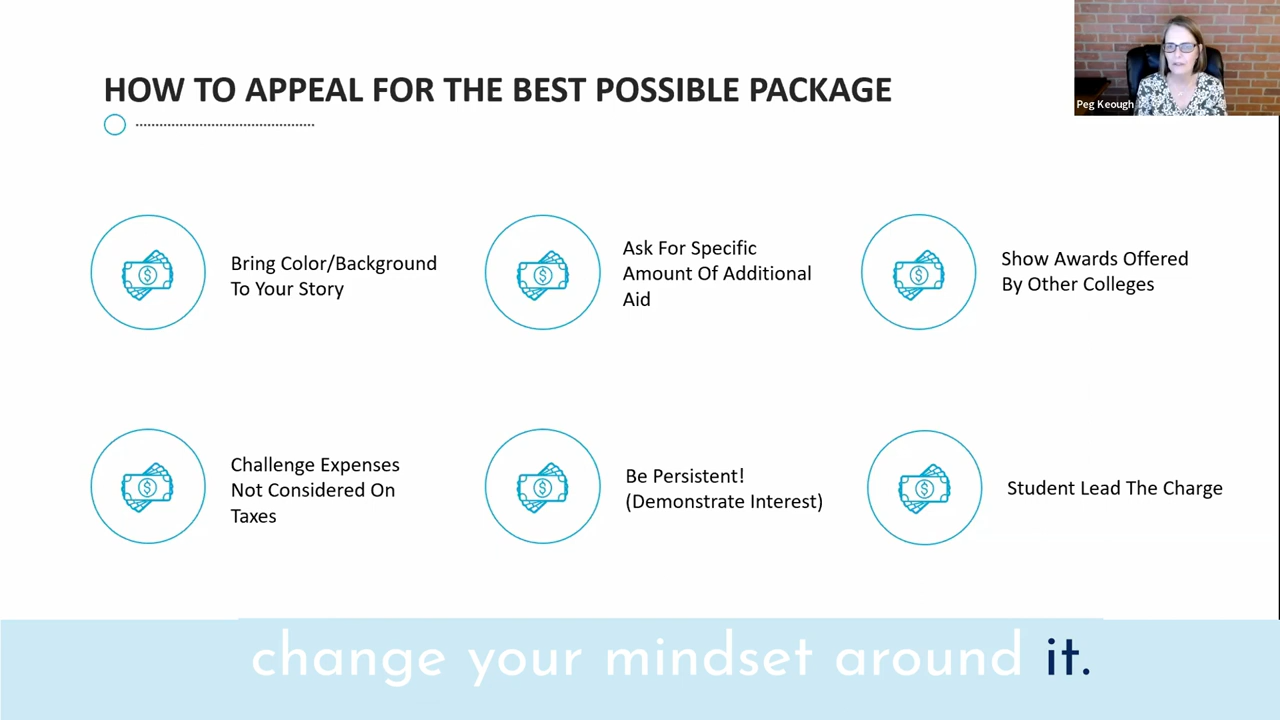 HOW TO APPEAL FOR THE BEST POSSIBLE PACKAGE
Peg Keough
Bring Color/Background
To Your Story
Ask For Specific
Amount Of Additional
Aid
Show Awards Offered
By Other Colleges
Challenge Expenses
Not Considered On
Taxes
Be Persistent!
(Demonstrate Interest)
Student Lead The Charge
change your mindset around it.